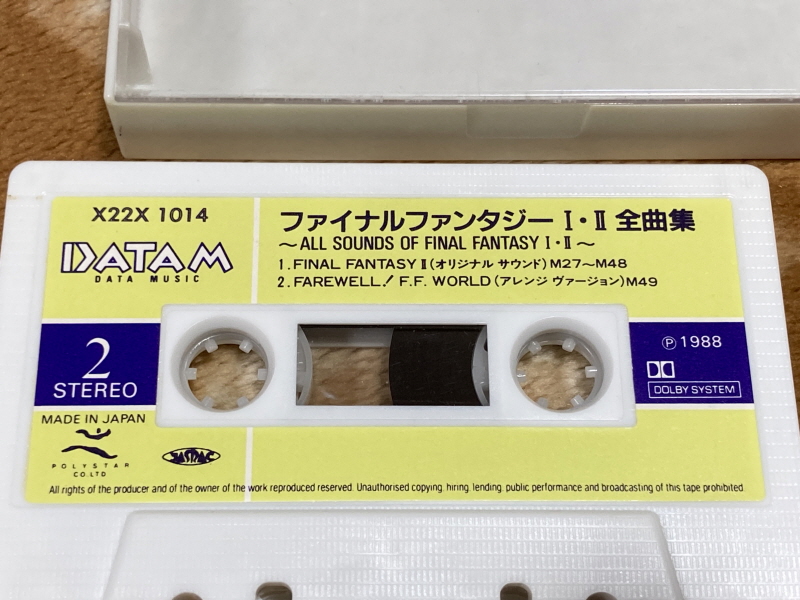 X22X 1014
DATAM
DATA MUSIC
ファイナルファンタジー I・II 全曲集
～ALL SOUNDS OF FINAL FANTASY I・II～
1. FINAL FANTASY II (オリジナル サウンド) M27～M48
2. FAREWELL! F.F. WORLD (アレンジ ヴァージョン) M49
2
STEREO
Ⓟ 1988
DOLBY SYSTEM
MADE IN JAPAN
POLYSTAR
CO.LTD
All rights of the producer and of the owner of the work reproduced reserved. Unauthorised copying, hiring, lending, public performance and broadcasting of this tape prohibited.